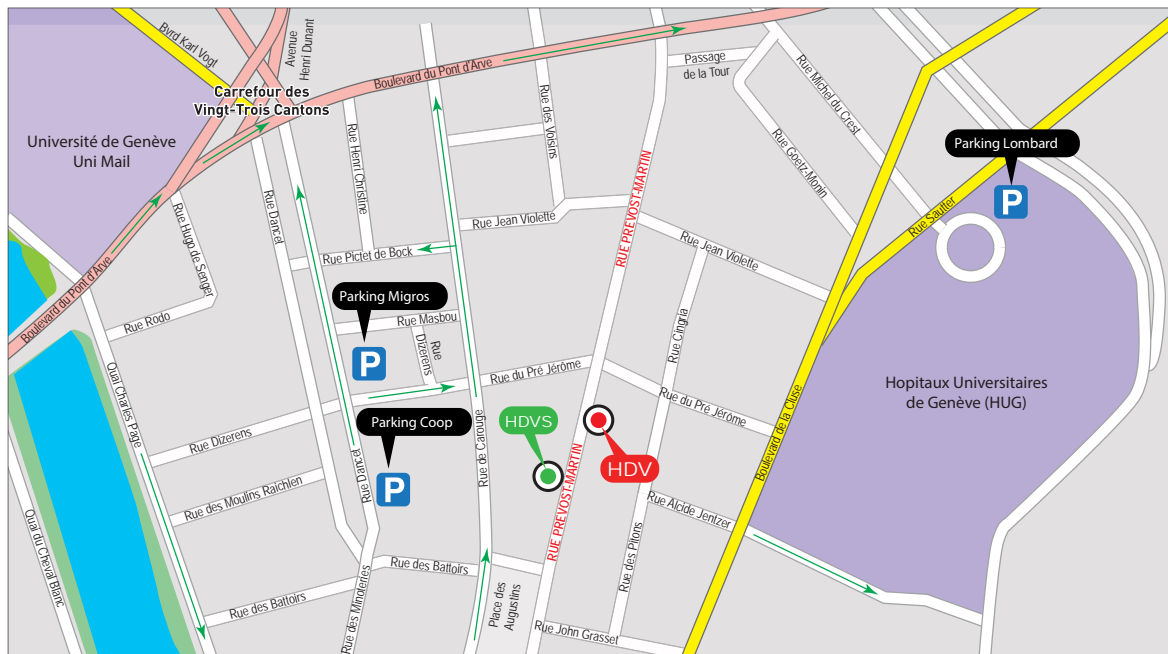 Bvrd Karl Vogt
Avenue
Henri Dunant
Boulevard du Pont d'Arve
Carrefour des
Vingt-Trois Cantons
Université de Genève
Uni Mail
Rue des Voisins
Passage
de la Tour
Rue Michel du Crest
Rue Goetz-Monin
Parking Lombard
P
Rue Henri Christine
Rue Dancet
Rue Hugo de Senger
Rue Jean Violette
RUE PREVOST-MARTIN
Rue Jean Violette
Rue Sautter
Rue Pictet de Bock
Boulevard du Pont d'Arve
Parking Migros
P
Rue Rodo
Rue Masbou
Rue
Dizerens
Rue Cingria
Rue du Pré Jérôme
Rue du Pré Jérôme
Hopitaux Universitaires
de Genève (HUG)
Quai Charles Page
Rue Dizerens
Parking Coop
P
Rue de Carouge
HDVS
HDV
Boulevard de la Cluse
Rue Dancet
Rue des Moulins Raichlen
RUE PREVOST-MARTIN
Rue Alcide Jentzer
Quai du Cheval Blanc
Rue des Battoirs
Rue des Battoirs
Rue des Minoteries
Place des
Augustins
Rue des Pitons
Rue John Grasset